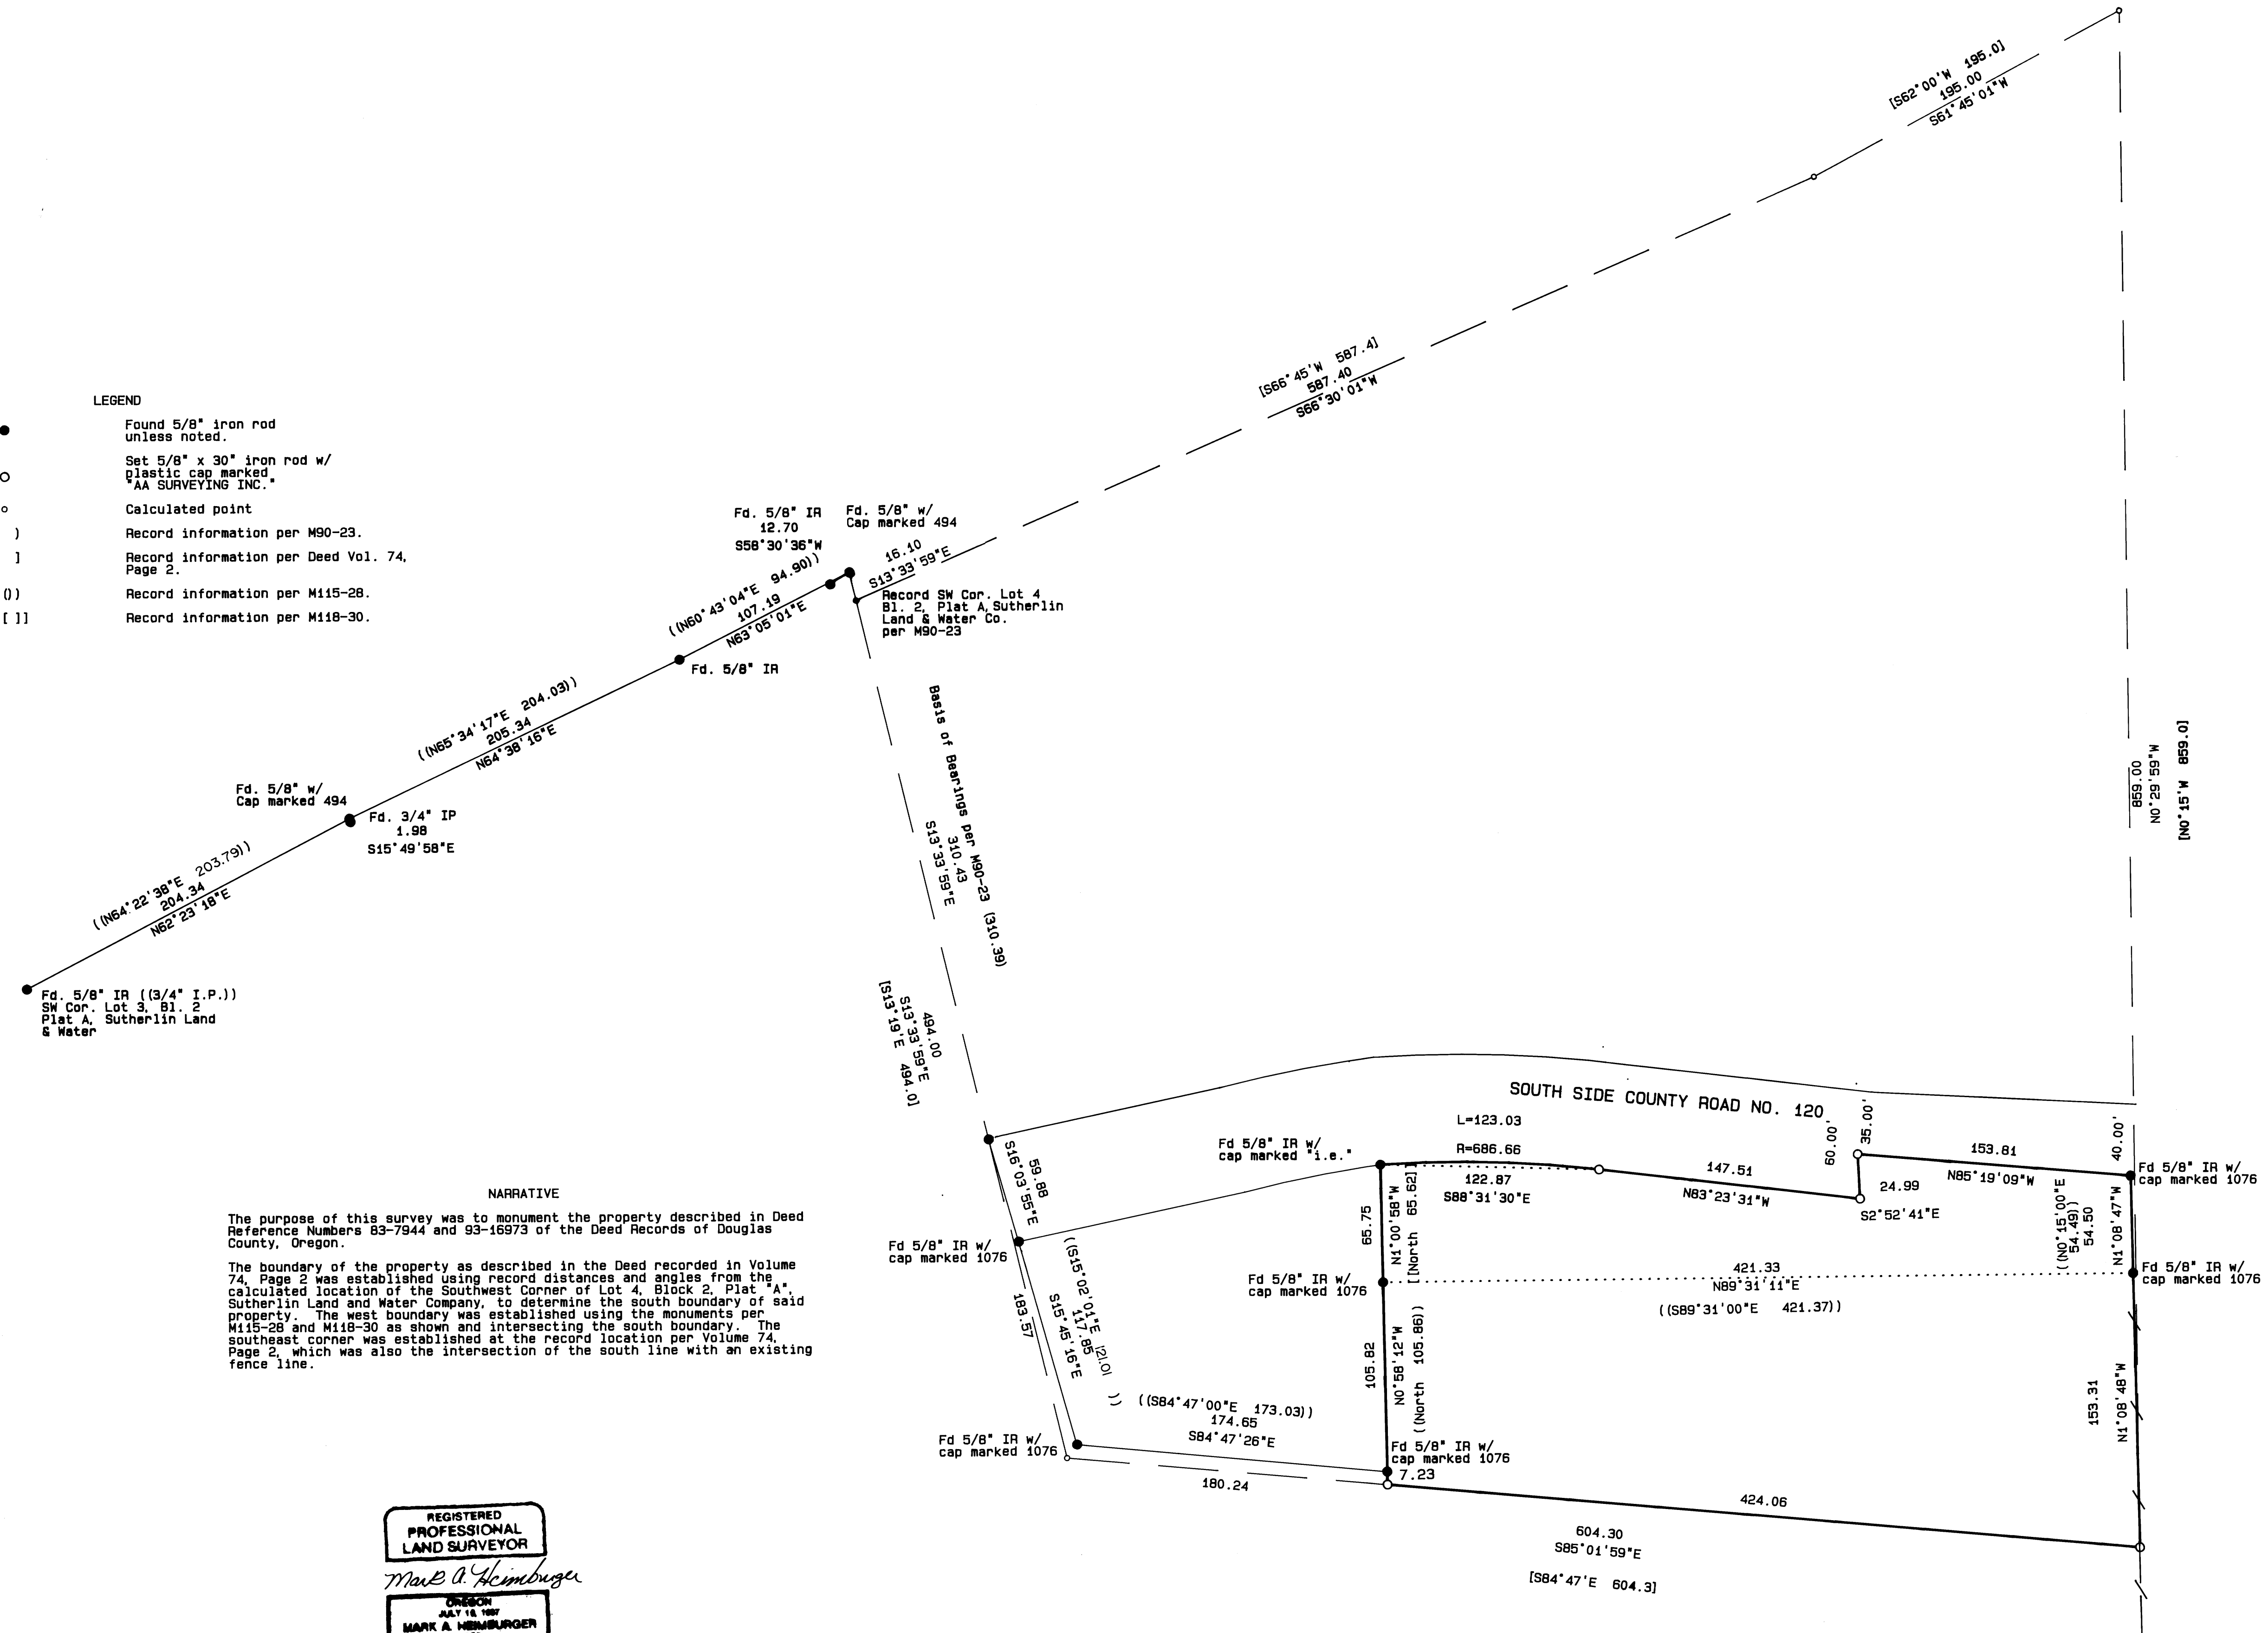 [S62°00'W 195.0]
195.00
S61°45'01"W
[S66°45'W 587.4]
587.40
S66°30'01"W
LEGEND
Found 5/8" iron rod
unless noted.
Set 5/8" x 30" iron rod w/
plastic cap marked
"AA SURVEYING INC."
Calculated point
) Record information per M90-23.
] Record information per Deed Vol. 74,
Page 2.
()) Record information per M115-28.
[ ]] Record information per M118-30.
Fd. 5/8" IR
12.70
S58°30'36"W
Fd. 5/8" w/
Cap marked 494
16.10
S13°33'59"E
Record SW Cor. Lot 4
Bl. 2, Plat A, Sutherlin
Land & Water Co.
per M90-23
((N60°43'04"E 94.90))
107.19
N63°05'01"E
Fd. 5/8" IR
((N65°34'17"E 204.03))
205.34
N64°38'16"E
Fd. 5/8" w/
Cap marked 494
Fd. 3/4" IP
1.98
S15°49'58"E
((N64°22'38"E 203.79))
204.34
N62°23'18"E
Fd. 5/8" IR ((3/4" I.P.))
SW Cor. Lot 3, Bl. 2
Plat A, Sutherlin Land
& Water
Basis of Bearings per M90-23 (310.39)
310.43
S13°33'59"E
494.00
S13°33'59"E
[S13°19'E 494.0]
859.00
N0°29'59"W
[N0°15'W 859.0]
SOUTH SIDE COUNTY ROAD NO. 120
L=123.03
R=686.66
122.87
S88°31'30"E
Fd 5/8" IR w/
cap marked "i.e."
147.51
N83°23'31"W
60.00'
35.00'
24.99
S2°52'41"E
153.81
N85°19'09"W
40.00'
Fd 5/8" IR w/
cap marked 1076
((N0°15'00"E
54.49))
54.50
N1°08'47"W
59.88
S16°03'55"E
Fd 5/8" IR w/
cap marked 1076
65.75
N1°00'58"W
[[North 65.62]]
Fd 5/8" IR w/
cap marked 1076
421.33
N89°31'11"E
((S89°31'00"E 421.37))
Fd 5/8" IR w/
cap marked 1076
183.57
((S15°02'01"E 121.01 ))
117.85
S15°45'16"E
105.82
N0°58'12"W
((North 105.86))
153.31
N1°08'48"W
((S84°47'00"E 173.03))
174.65
S84°47'26"E
Fd 5/8" IR w/
cap marked 1076
Fd 5/8" IR w/
cap marked 1076
7.23
180.24
424.06
604.30
S85°01'59"E
[S84°47'E 604.3]
NARRATIVE
The purpose of this survey was to monument the property described in Deed
Reference Numbers 83-7944 and 93-16973 of the Deed Records of Douglas
County, Oregon.
The boundary of the property as described in the Deed recorded in Volume
74, Page 2 was established using record distances and angles from the
calculated location of the Southwest Corner of Lot 4, Block 2, Plat "A",
Sutherlin Land and Water Company, to determine the south boundary of said
property. The west boundary was established using the monuments per
M115-28 and M118-30 as shown and intersecting the south boundary. The
southeast corner was established at the record location per Volume 74,
Page 2, which was also the intersection of the south line with an existing
fence line.
REGISTERED
PROFESSIONAL
LAND SURVEYOR
Mark A. Heimburger
OREGON
MARK A. HEIMBURGER